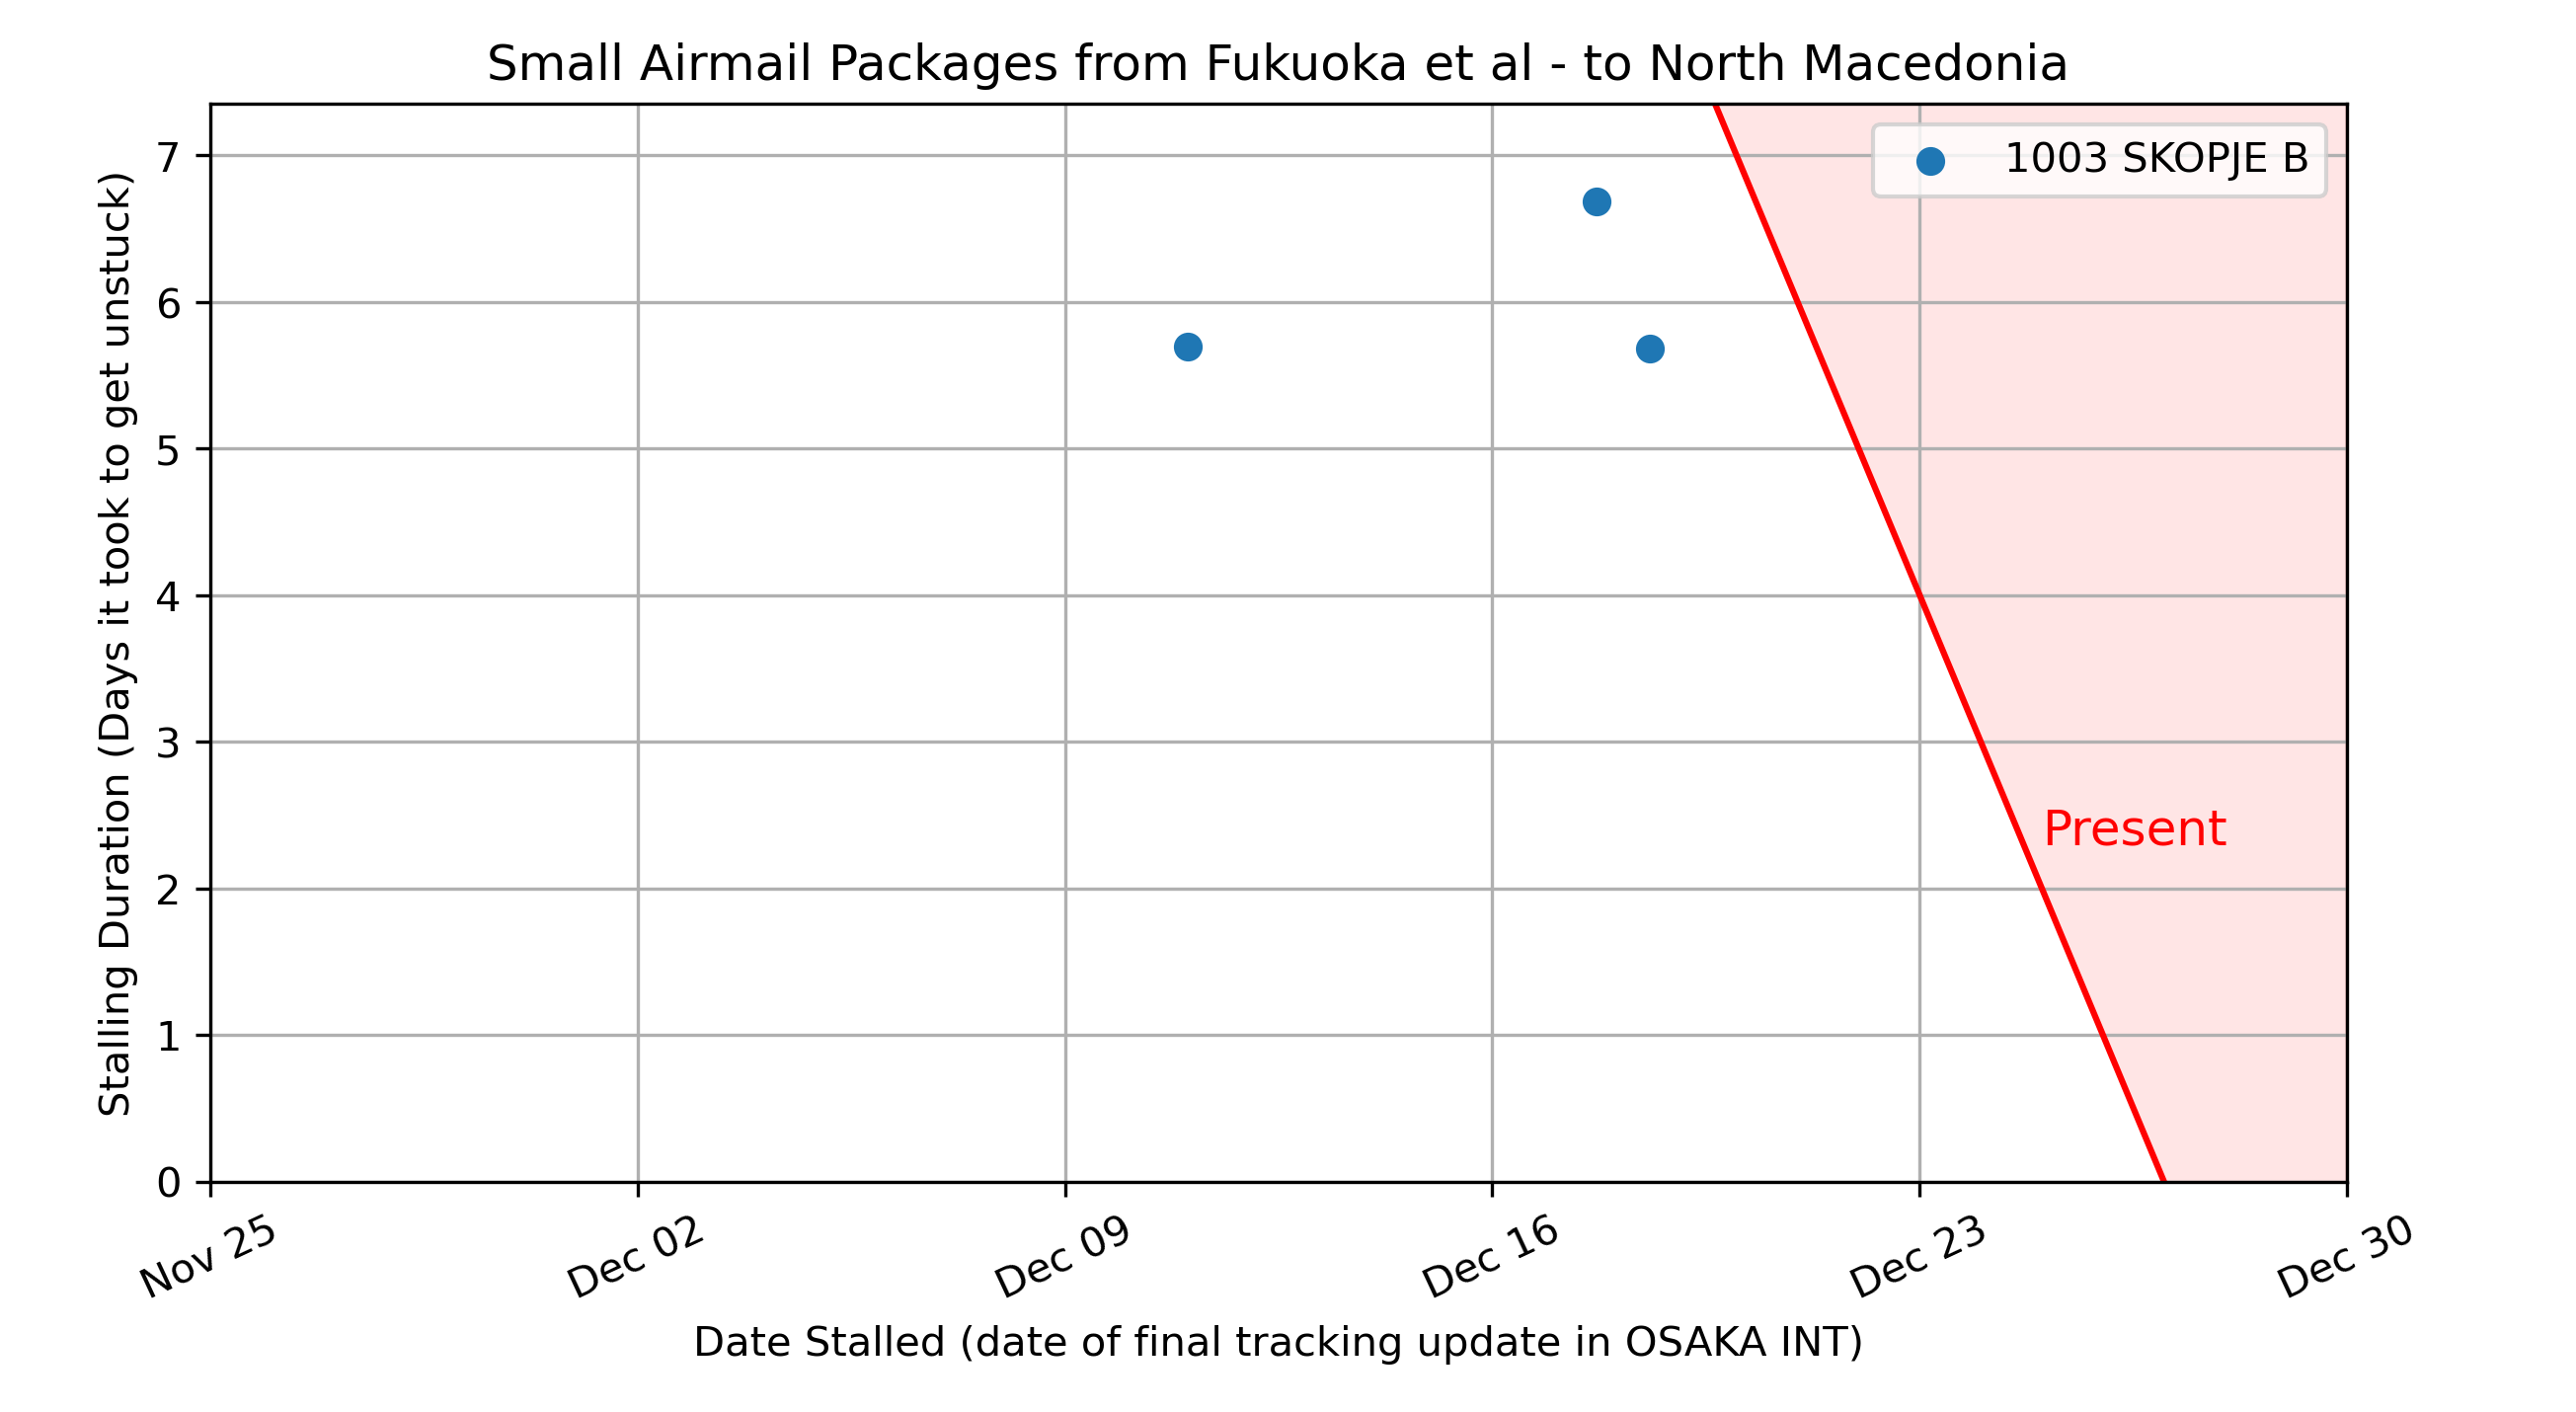 Small Airmail Packages from Fukuoka et al - to North Macedonia
1003 SKOPJE B
Stalling Duration (Days it took to get unstuck)
7
6
5
4
3
2
1
0
Present
Nov 25
Dec 02
Dec 09
Dec 16
Dec 23
Dec 30
Date Stalled (date of final tracking update in OSAKA INT)